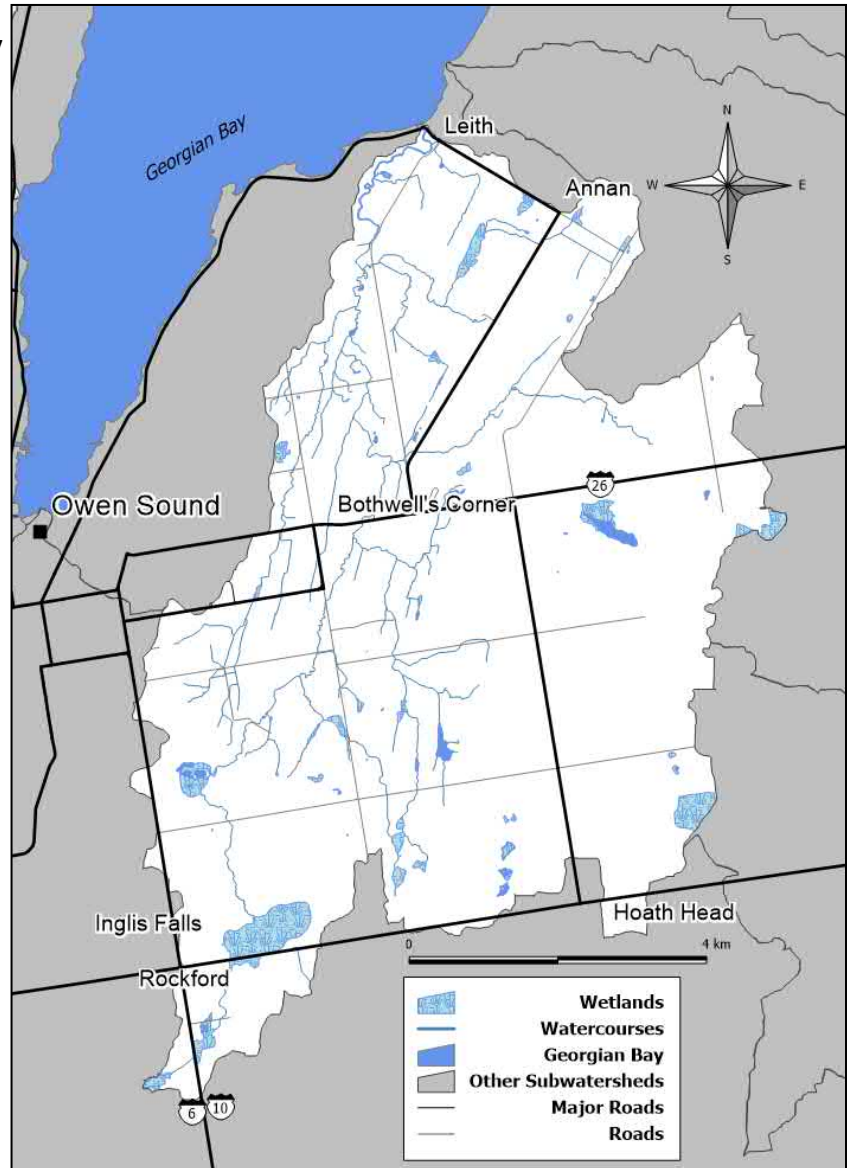 Georgian Bay
Leith
Annan
N
W
E
S
26
Owen Sound
Bothwell's Corner
Inglis Falls
Hoath Head
0
4 km
Rockford
Wetlands
Watercourses
Georgian Bay
Other Subwatersheds
Major Roads
Roads
6
10